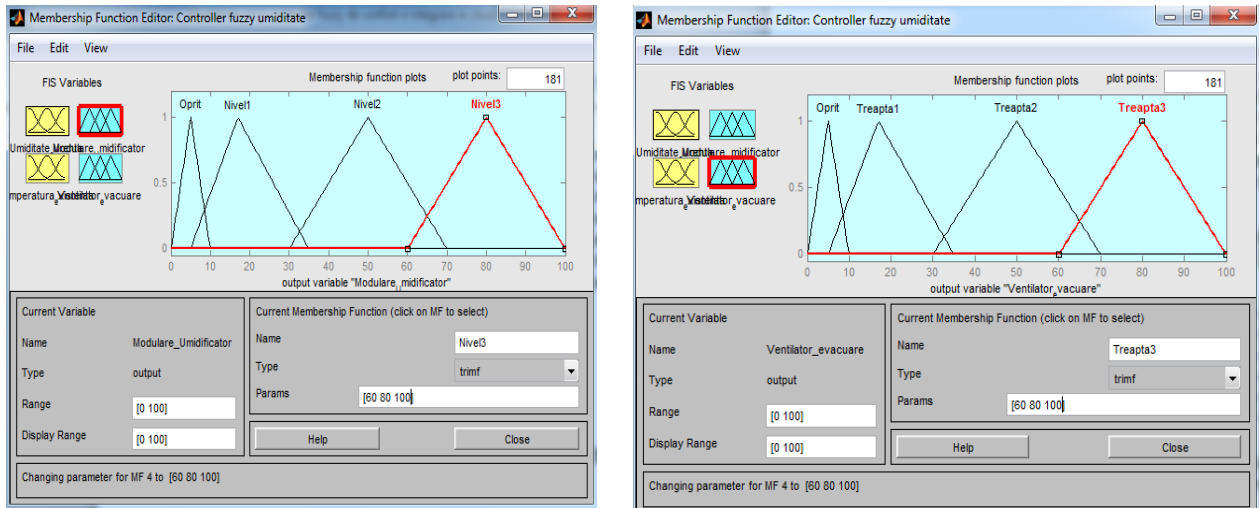 Membership Function Editor: Controller fuzzy umiditate
File Edit View
FIS Variables
Membership function plots
plot points:
181
Oprit Nivel1 Nivel2 Nivel3
1
0.5
0
0 10 20 30 40 50 60 70 80 90 100
output variable "Modulare_Umidificator"
Current Variable
Name Modulare_Umidificator
Type output
Range [0 100]
Display Range [0 100]
Current Membership Function (click on MF to select)
Name Nivel3
Type trimf
Params [60 80 100]
Help Close
Changing parameter for MF 4 to [60 80 100]
Membership Function Editor: Controller fuzzy umiditate
File Edit View
FIS Variables
Membership function plots
plot points:
181
Oprit Treapta1 Treapta2 Treapta3
1
0.5
0
0 10 20 30 40 50 60 70 80 90 100
output variable "Ventilator_evacuare"
Current Variable
Name Ventilator_evacuare
Type output
Range [0 100]
Display Range [0 100]
Current Membership Function (click on MF to select)
Name Treapta3
Type trimf
Params [60 80 100]
Help Close
Changing parameter for MF 4 to [60 80 100]